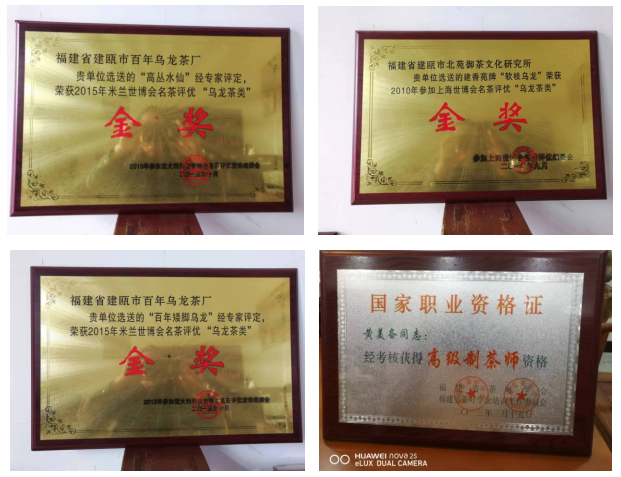 福建省建瓯市百年乌龙茶厂
贵单位选送的“高丛水仙”经专家评定,
荣获2015年米兰世博会名茶评优“乌龙茶类”
金奖
福建省建瓯市北苑御茶文化研究所
贵单位选送的建香苑牌“软枝乌龙”荣获
2010年参加上海世博会名茶评优“乌龙茶类”
金奖
二〇一〇年九月
福建省建瓯市百年乌龙茶厂
贵单位选送的“百年矮脚乌龙”经专家评定,
荣获2015年米兰世博会名茶评优“乌龙茶类”
金奖
国家职业资格证
同志:
经考核获得高级制茶师资格
HUAWEI nova 2S
eLUX DUAL CAMERA